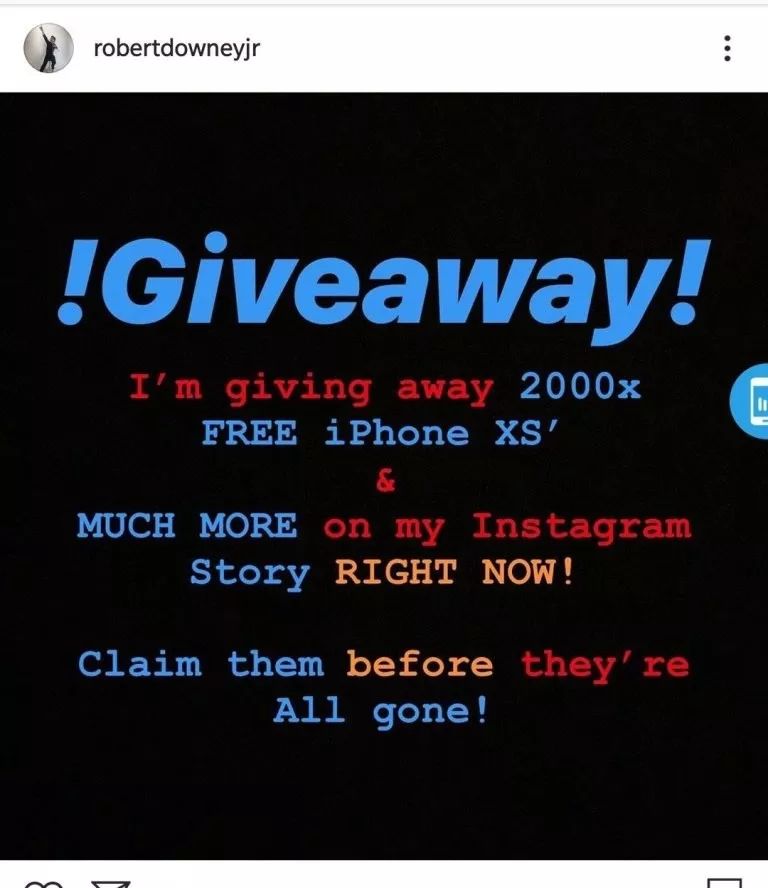 robertdowneyjr
!Giveaway!
I'm giving away 2000x
FREE iPhone XS'
&
MUCH MORE on my Instagram
Story RIGHT NOW!
Claim them before they're
All gone!